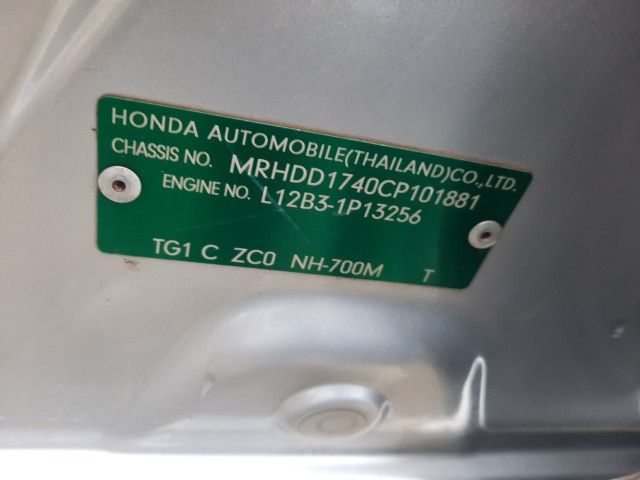 HONDA AUTOMOBILE(THAILAND)CO.,LTD.
CHASSIS NO. MRHDD1740CP101881
ENGINE NO. L12B3-1P13256
TG1 C ZC0 NH-700M T